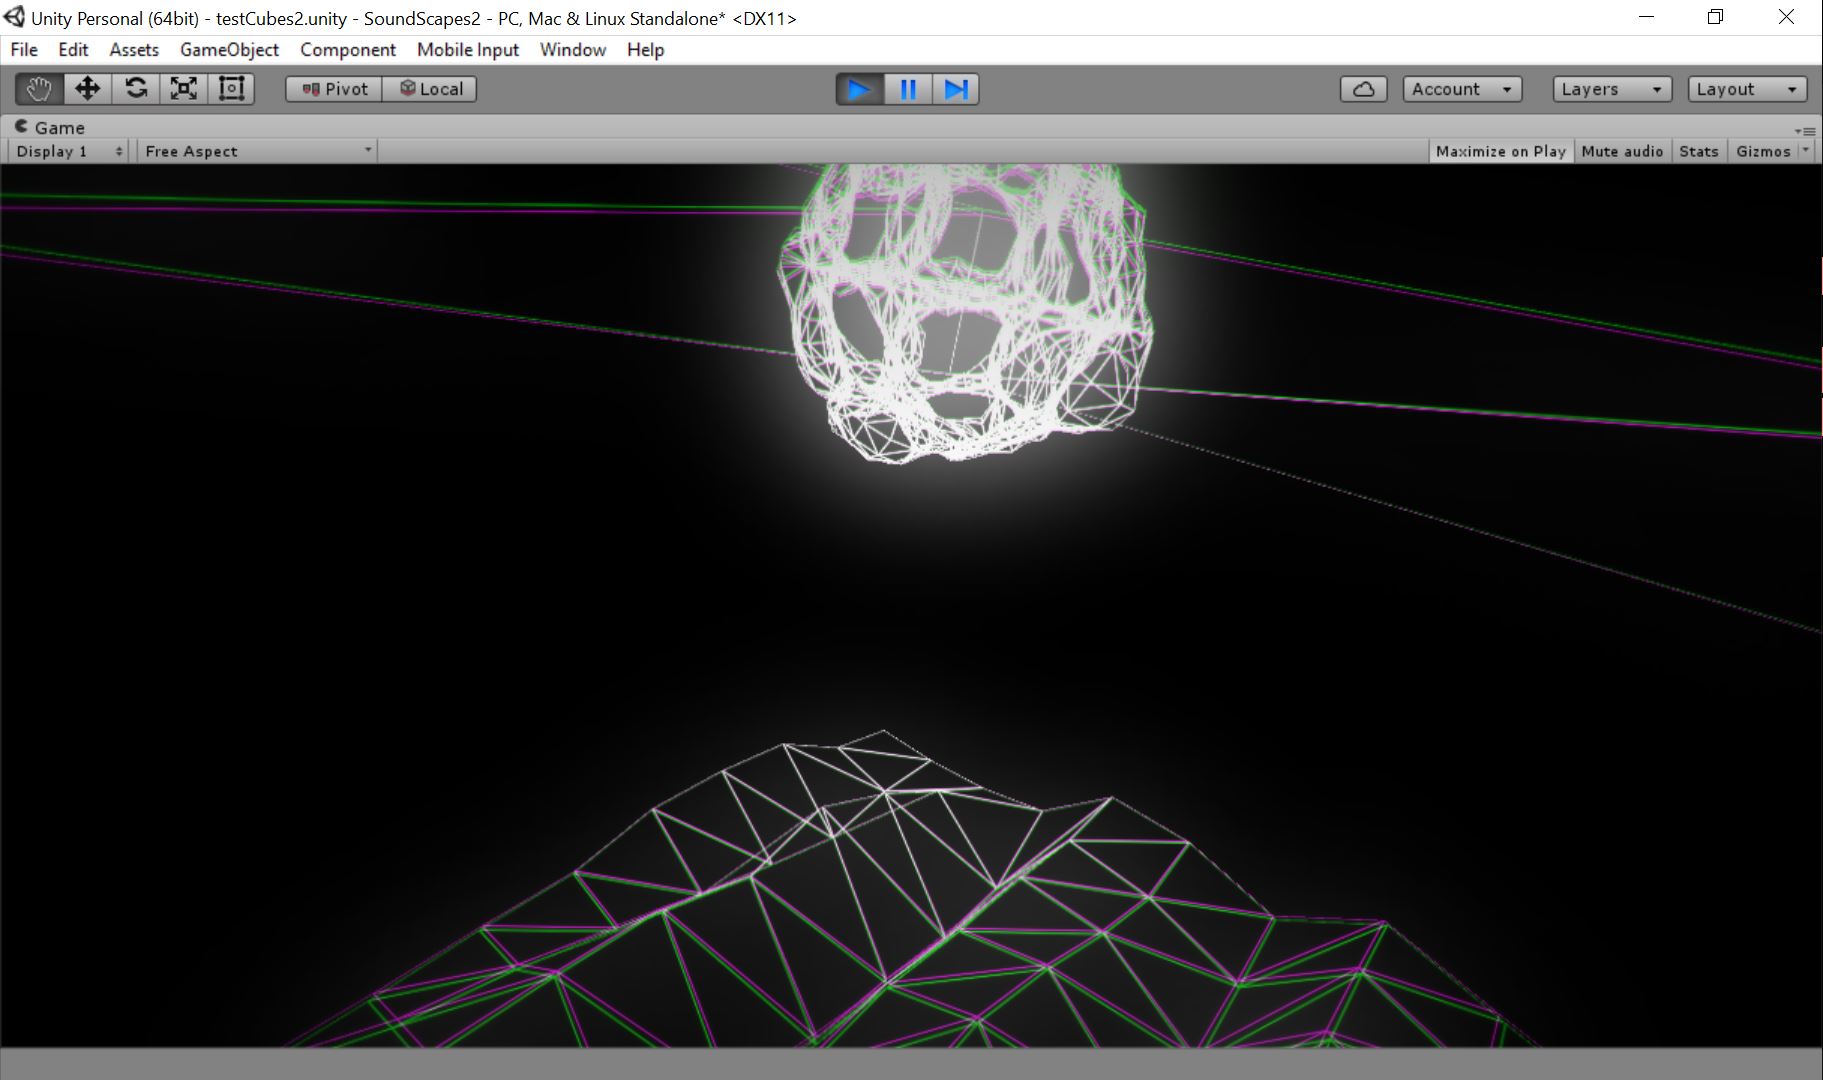 Unity Personal (64bit) - testCubes2.unity - SoundScapes2 - PC, Mac & Linux Standalone* <DX11>
File Edit Assets GameObject Component Mobile Input Window Help
Pivot Local Account Layers Layout
Game
Display 1 Free Aspect Maximize on Play Mute audio Stats Gizmos